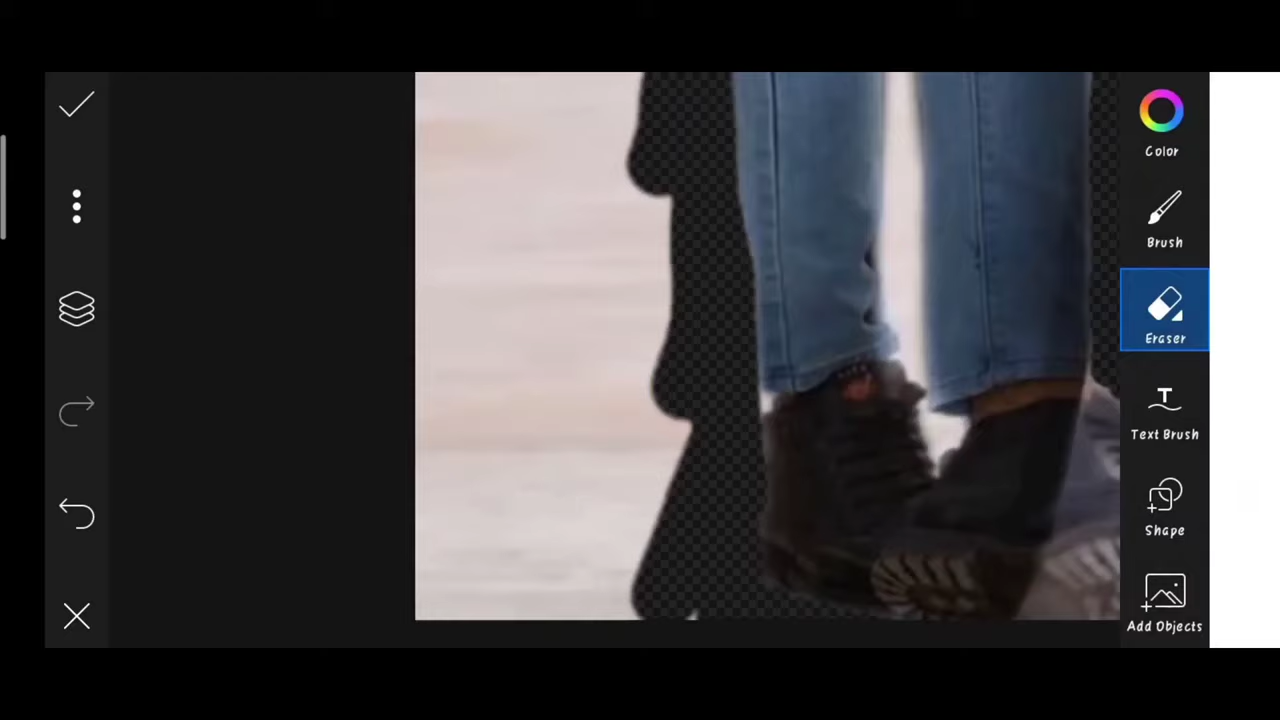 Color
Brush
Eraser
Text Brush
Shape
Add Objects